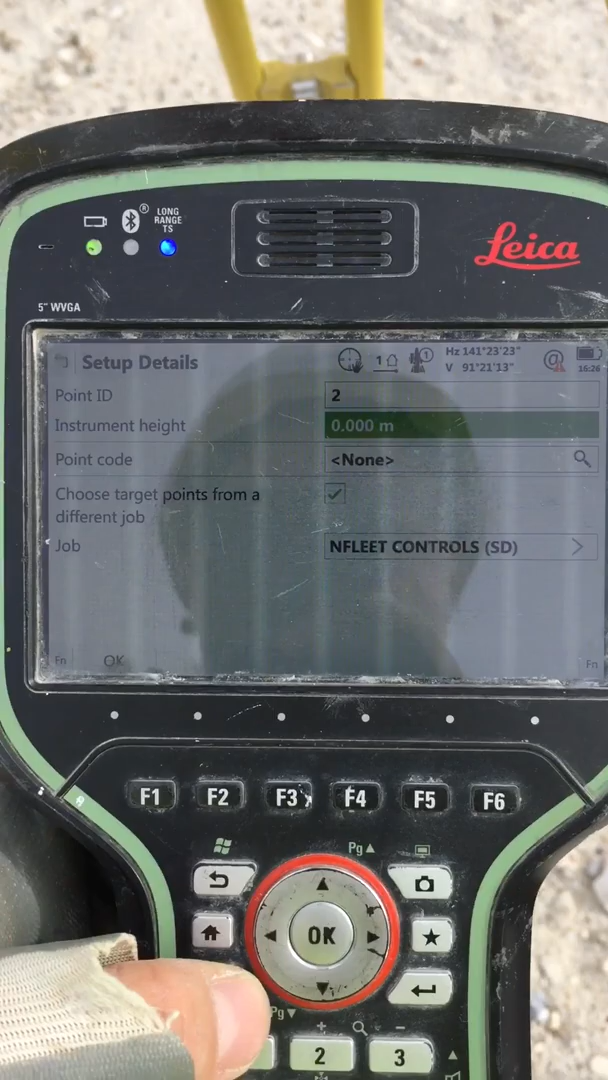 LONG
RANGE
TS
Leica
5" WVGA
Setup Details
1
1
Hz 141°23'23"
V 91°21'13"
16:26
Point ID
2
Instrument height
0.000 m
Point code
<None>
Choose target points from a
different job
Job
NFLEET CONTROLS (SD)
Fn
OK
Fn
F1
F2
F3
F4
F5
F6
Pg
OK
Pg
2
3